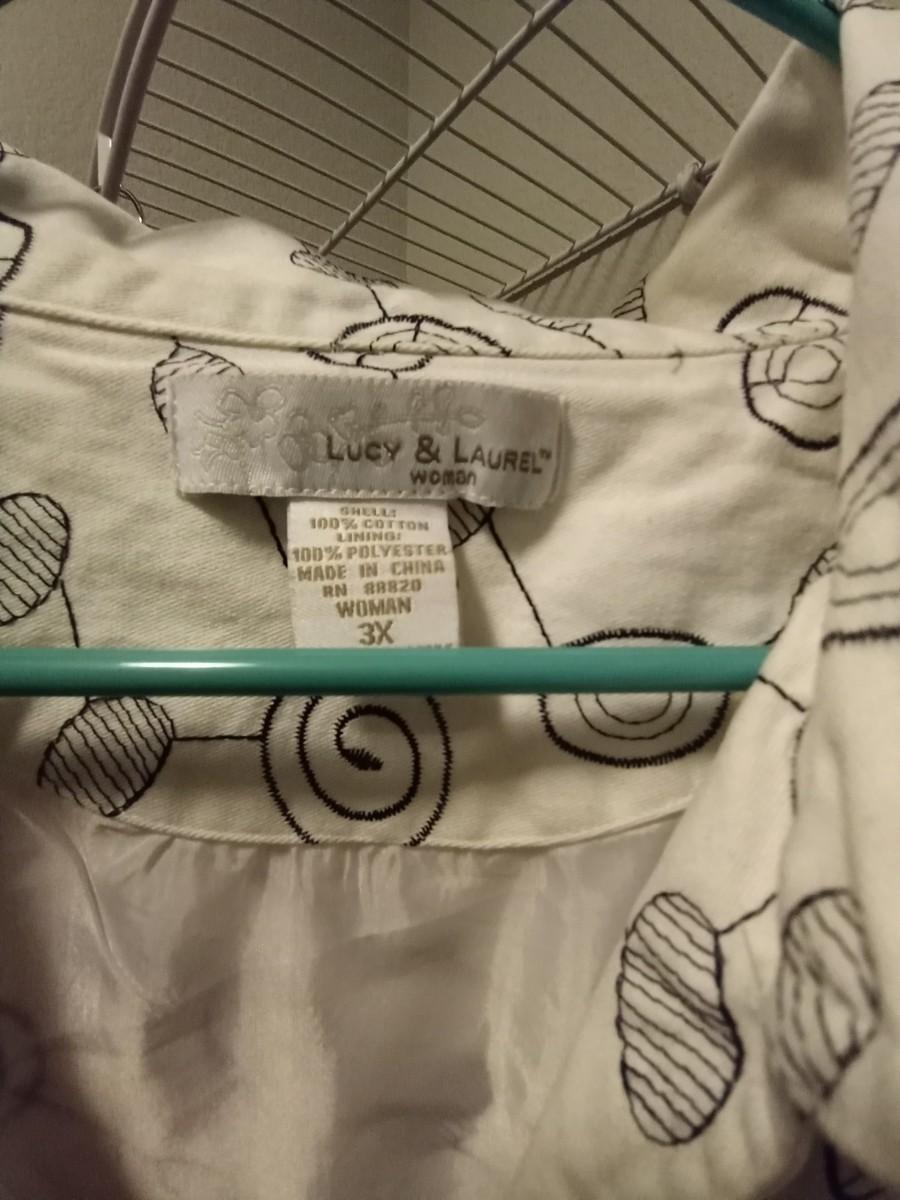 LUCY & LAUREL™
woman
SHELL:
100% COTTON
LINING:
100% POLYESTER
MADE IN CHINA
RN 88820
WOMAN
3X